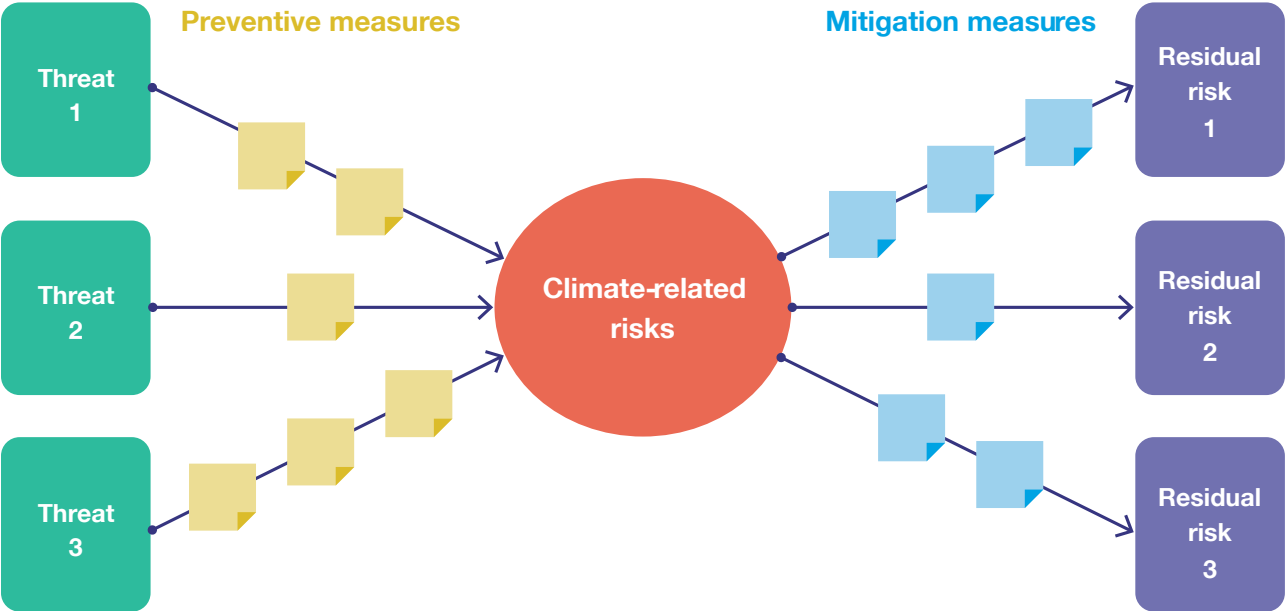 Preventive measures
Mitigation measures
Threat
1
Threat
2
Threat
3
Climate-related
risks
Residual
risk
1
Residual
risk
2
Residual
risk
3